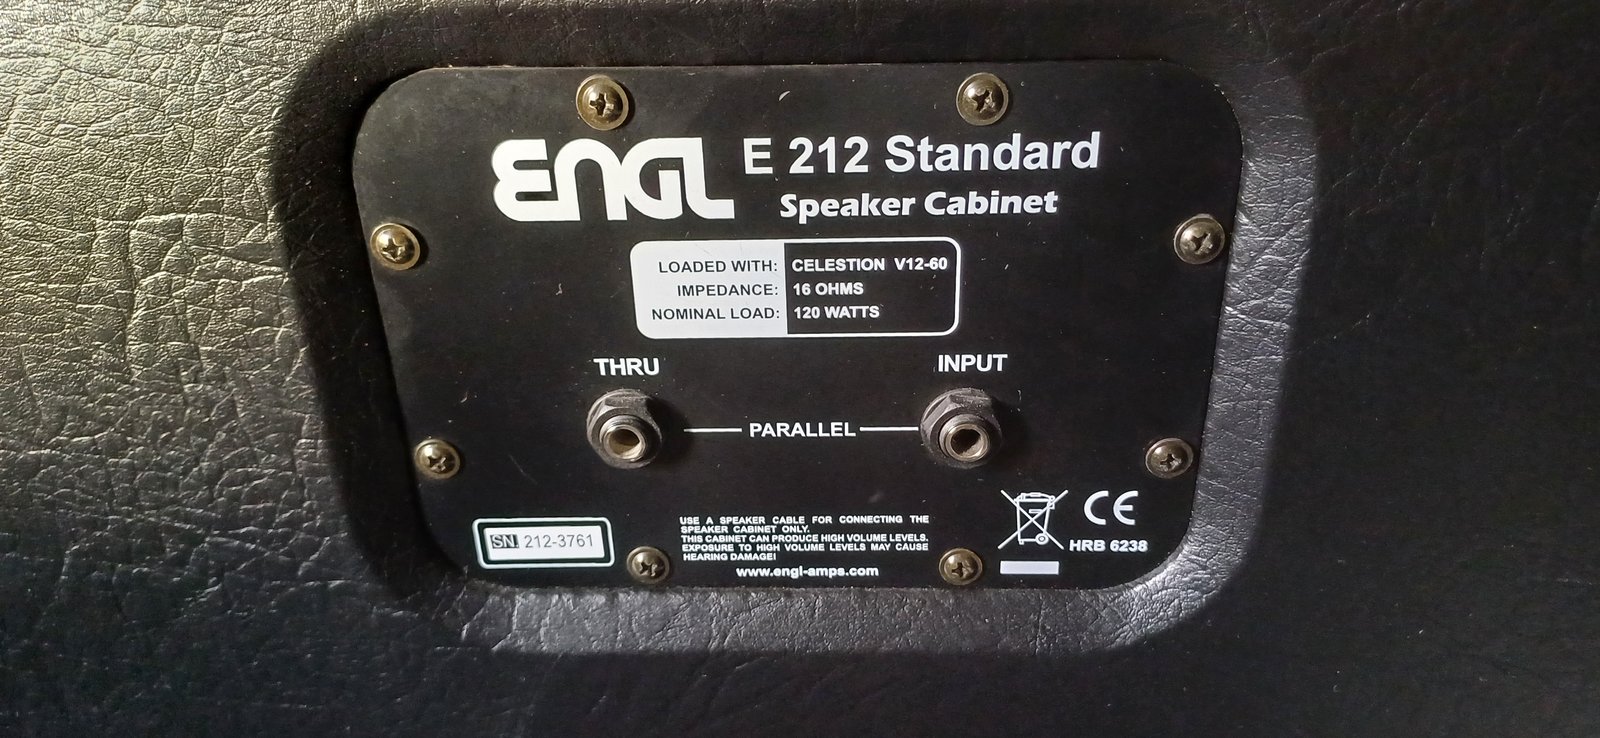 ENGL E 212 Standard
Speaker Cabinet
LOADED WITH: CELESTION V12-60
IMPEDANCE: 16 OHMS
NOMINAL LOAD: 120 WATTS
THRU INPUT
PARALLEL
SN. 212-3761
USE A SPEAKER CABLE FOR CONNECTING THE
SPEAKER CABINET ONLY.
THIS CABINET CAN PRODUCE HIGH VOLUME LEVELS.
EXPOSURE TO HIGH VOLUME LEVELS MAY CAUSE
HEARING DAMAGE!
www.engl-amps.com
CE
HRB 6238